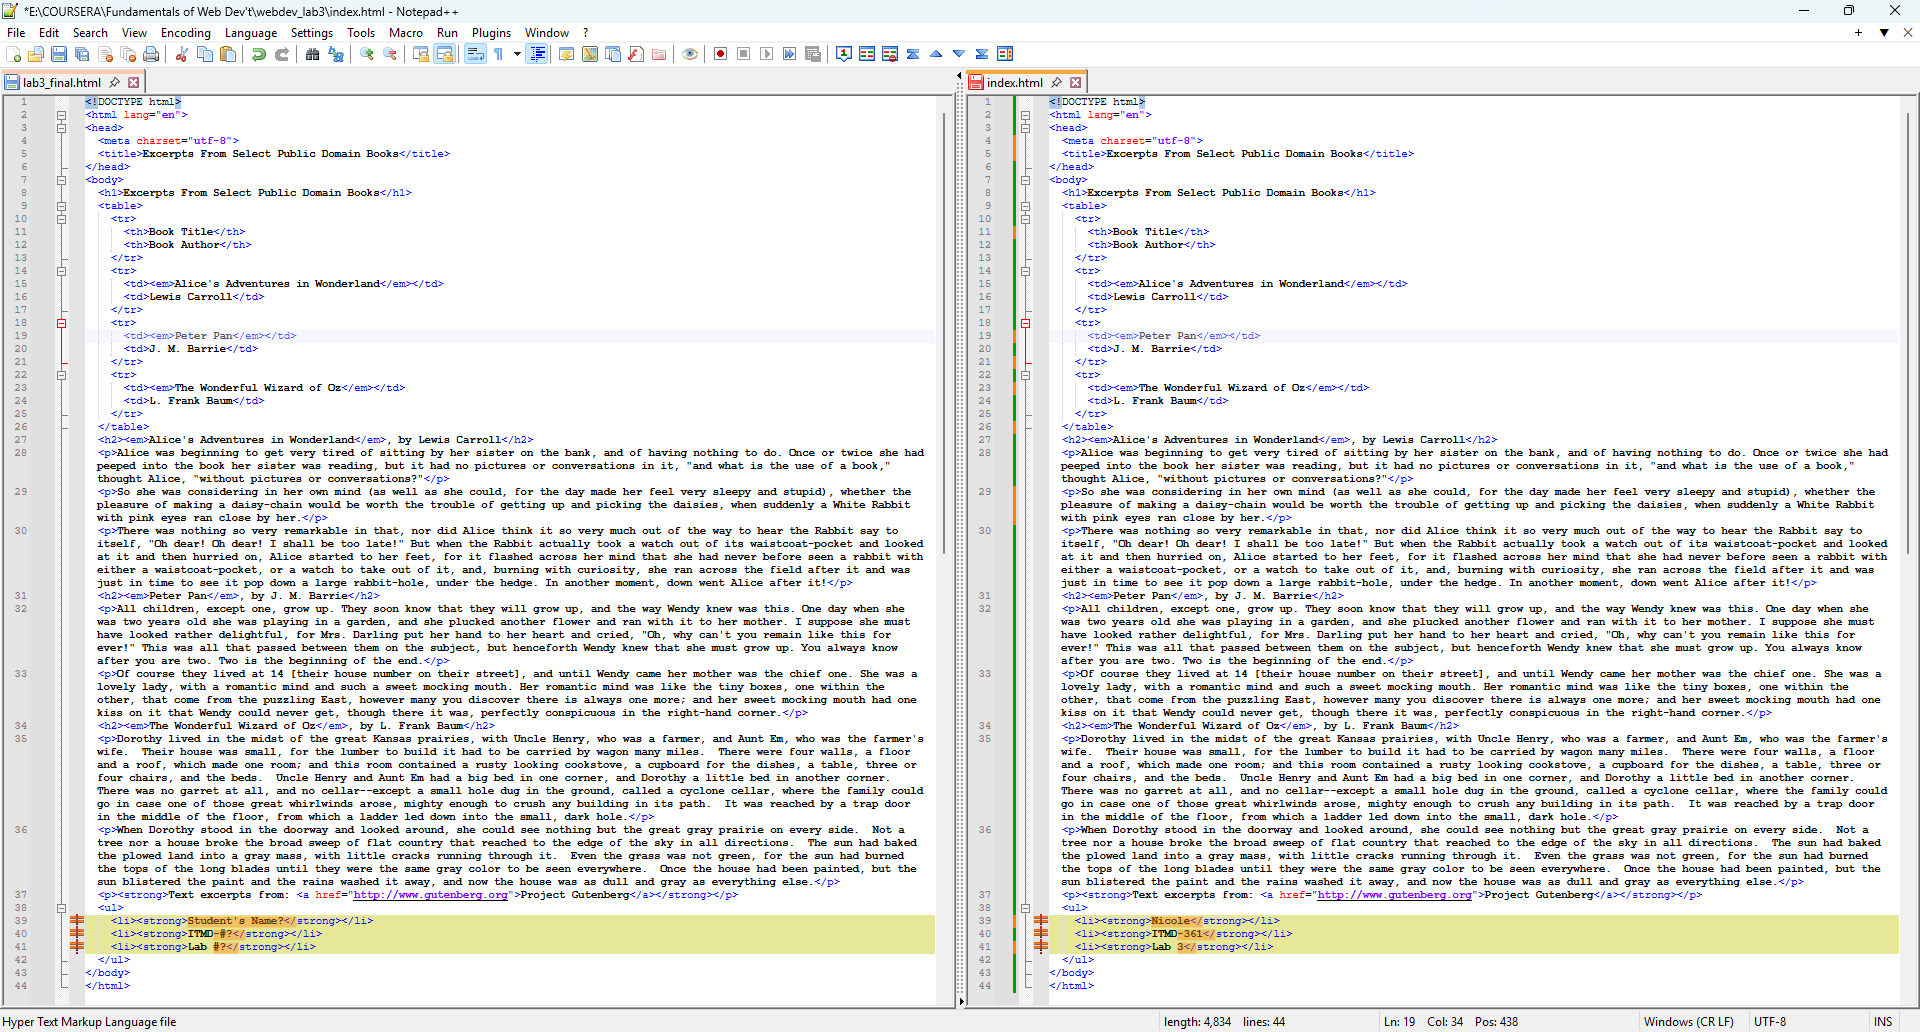 *E:\COURSERA\Fundamentals of Web Dev't\webdev_lab3\index.html - Notepad++
File Edit Search View Encoding Language Settings Tools Macro Run Plugins Window ?
lab3_final.html
1 <!DOCTYPE html>
2 <html lang="en">
3 <head>
4 <meta charset="utf-8">
5 <title>Excerpts From Select Public Domain Books</title>
6 </head>
7 <body>
8 <h1>Excerpts From Select Public Domain Books</h1>
9 <table>
10 <tr>
11 <th>Book Title</th>
12 <th>Book Author</th>
13 </tr>
14 <tr>
15 <td><em>Alice's Adventures in Wonderland</em></td>
16 <td>Lewis Carroll</td>
17 </tr>
18 <tr>
19 <td><em>Peter Pan</em></td>
20 <td>J. M. Barrie</td>
21 </tr>
22 <tr>
23 <td><em>The Wonderful Wizard of Oz</em></td>
24 <td>L. Frank Baum</td>
25 </tr>
26 </table>
27 <h2><em>Alice's Adventures in Wonderland</em>, by Lewis Carroll</h2>
28 <p>Alice was beginning to get very tired of sitting by her sister on the bank, and of having nothing to do. Once or twice she had
peeped into the book her sister was reading, but it had no pictures or conversations in it, "and what is the use of a book,"
thought Alice, "without pictures or conversations?"</p>
29 <p>So she was considering in her own mind (as well as she could, for the day made her feel very sleepy and stupid), whether the
pleasure of making a daisy-chain would be worth the trouble of getting up and picking the daisies, when suddenly a White Rabbit
with pink eyes ran close by her.</p>
30 <p>There was nothing so very remarkable in that, nor did Alice think it so very much out of the way to hear the Rabbit say to
itself, "Oh dear! Oh dear! I shall be too late!" But when the Rabbit actually took a watch out of its waistcoat-pocket and looked
at it and then hurried on, Alice started to her feet, for it flashed across her mind that she had never before seen a rabbit with
either a waistcoat-pocket, or a watch to take out of it, and, burning with curiosity, she ran across the field after it and was
just in time to see it pop down a large rabbit-hole, under the hedge. In another moment, down went Alice after it!</p>
31 <h2><em>Peter Pan</em>, by J. M. Barrie</h2>
32 <p>All children, except one, grow up. They soon know that they will grow up, and the way Wendy knew was this. One day when she
was two years old she was playing in a garden, and she plucked another flower and ran with it to her mother. I suppose she must
have looked rather delightful, for Mrs. Darling put her hand to her heart and cried, "Oh, why can't you remain like this for
ever!" This was all that passed between them on the subject, but henceforth Wendy knew that she must grow up. You always know
after you are two. Two is the beginning of the end.</p>
33 <p>Of course they lived at 14 [their house number on their street], and until Wendy came her mother was the chief one. She was a
lovely lady, with a romantic mind and such a sweet mocking mouth. Her romantic mind was like the tiny boxes, one within the
other, that come from the puzzling East, however many you discover there is always one more; and her sweet mocking mouth had one
kiss on it that Wendy could never get, though there it was, perfectly conspicuous in the right-hand corner.</p>
34 <h2><em>The Wonderful Wizard of Oz</em>, by L. Frank Baum</h2>
35 <p>Dorothy lived in the midst of the great Kansas prairies, with Uncle Henry, who was a farmer, and Aunt Em, who was the farmer's
wife.  Their house was small, for the lumber to build it had to be carried by wagon many miles.  There were four walls, a floor
and a roof, which made one room; and this room contained a rusty looking cookstove, a cupboard for the dishes, a table, three or
four chairs, and the beds.  Uncle Henry and Aunt Em had a big bed in one corner, and Dorothy a little bed in another corner.
There was no garret at all, and no cellar--except a small hole dug in the ground, called a cyclone cellar, where the family could
go in case one of those great whirlwinds arose, mighty enough to crush any building in its path.  It was reached by a trap door
in the middle of the floor, from which a ladder led down into the small, dark hole.</p>
36 <p>When Dorothy stood in the doorway and looked around, she could see nothing but the great gray prairie on every side.  Not a
tree nor a house broke the broad sweep of flat country that reached to the edge of the sky in all directions.  The sun had baked
the plowed land into a gray mass, with little cracks running through it.  Even the grass was not green, for the sun had burned
the tops of the long blades until they were the same gray color to be seen everywhere.  Once the house had been painted, but the
sun blistered the paint and the rains washed it away, and now the house was as dull and gray as everything else.</p>
37 <p><strong>Text excerpts from: <a href="http://www.gutenberg.org">Project Gutenberg</a></strong></p>
38 <ul>
39 <li><strong>Student's Name?</strong></li>
40 <li><strong>ITMD-#?</strong></li>
41 <li><strong>Lab #?</strong></li>
42 </ul>
43 </body>
44 </html>
index.html
1 <!DOCTYPE html>
2 <html lang="en">
3 <head>
4 <meta charset="utf-8">
5 <title>Excerpts From Select Public Domain Books</title>
6 </head>
7 <body>
8 <h1>Excerpts From Select Public Domain Books</h1>
9 <table>
10 <tr>
11 <th>Book Title</th>
12 <th>Book Author</th>
13 </tr>
14 <tr>
15 <td><em>Alice's Adventures in Wonderland</em></td>
16 <td>Lewis Carroll</td>
17 </tr>
18 <tr>
19 <td><em>Peter Pan</em></td>
20 <td>J. M. Barrie</td>
21 </tr>
22 <tr>
23 <td><em>The Wonderful Wizard of Oz</em></td>
24 <td>L. Frank Baum</td>
25 </tr>
26 </table>
27 <h2><em>Alice's Adventures in Wonderland</em>, by Lewis Carroll</h2>
28 <p>Alice was beginning to get very tired of sitting by her sister on the bank, and of having nothing to do. Once or twice she had
peeped into the book her sister was reading, but it had no pictures or conversations in it, "and what is the use of a book,"
thought Alice, "without pictures or conversations?"</p>
29 <p>So she was considering in her own mind (as well as she could, for the day made her feel very sleepy and stupid), whether the
pleasure of making a daisy-chain would be worth the trouble of getting up and picking the daisies, when suddenly a White Rabbit
with pink eyes ran close by her.</p>
30 <p>There was nothing so very remarkable in that, nor did Alice think it so very much out of the way to hear the Rabbit say to
itself, "Oh dear! Oh dear! I shall be too late!" But when the Rabbit actually took a watch out of its waistcoat-pocket and looked
at it and then hurried on, Alice started to her feet, for it flashed across her mind that she had never before seen a rabbit with
either a waistcoat-pocket, or a watch to take out of it, and, burning with curiosity, she ran across the field after it and was
just in time to see it pop down a large rabbit-hole, under the hedge. In another moment, down went Alice after it!</p>
31 <h2><em>Peter Pan</em>, by J. M. Barrie</h2>
32 <p>All children, except one, grow up. They soon know that they will grow up, and the way Wendy knew was this. One day when she
was two years old she was playing in a garden, and she plucked another flower and ran with it to her mother. I suppose she must
have looked rather delightful, for Mrs. Darling put her hand to her heart and cried, "Oh, why can't you remain like this for
ever!" This was all that passed between them on the subject, but henceforth Wendy knew that she must grow up. You always know
after you are two. Two is the beginning of the end.</p>
33 <p>Of course they lived at 14 [their house number on their street], and until Wendy came her mother was the chief one. She was a
lovely lady, with a romantic mind and such a sweet mocking mouth. Her romantic mind was like the tiny boxes, one within the
other, that come from the puzzling East, however many you discover there is always one more; and her sweet mocking mouth had one
kiss on it that Wendy could never get, though there it was, perfectly conspicuous in the right-hand corner.</p>
34 <h2><em>The Wonderful Wizard of Oz</em>, by L. Frank Baum</h2>
35 <p>Dorothy lived in the midst of the great Kansas prairies, with Uncle Henry, who was a farmer, and Aunt Em, who was the farmer's
wife.  Their house was small, for the lumber to build it had to be carried by wagon many miles.  There were four walls, a floor
and a roof, which made one room; and this room contained a rusty looking cookstove, a cupboard for the dishes, a table, three or
four chairs, and the beds.  Uncle Henry and Aunt Em had a big bed in one corner, and Dorothy a little bed in another corner.
There was no garret at all, and no cellar--except a small hole dug in the ground, called a cyclone cellar, where the family could
go in case one of those great whirlwinds arose, mighty enough to crush any building in its path.  It was reached by a trap door
in the middle of the floor, from which a ladder led down into the small, dark hole.</p>
36 <p>When Dorothy stood in the doorway and looked around, she could see nothing but the great gray prairie on every side.  Not a
tree nor a house broke the broad sweep of flat country that reached to the edge of the sky in all directions.  The sun had baked
the plowed land into a gray mass, with little cracks running through it.  Even the grass was not green, for the sun had burned
the tops of the long blades until they were the same gray color to be seen everywhere.  Once the house had been painted, but the
sun blistered the paint and the rains washed it away, and now the house was as dull and gray as everything else.</p>
37 <p><strong>Text excerpts from: <a href="http://www.gutenberg.org">Project Gutenberg</a></strong></p>
38 <ul>
39 <li><strong>Nicole</strong></li>
40 <li><strong>ITMD-361</strong></li>
41 <li><strong>Lab 3</strong></li>
42 </ul>
43 </body>
44 </html>
Hyper Text Markup Language file length: 4,834 lines: 44 Ln: 19 Col: 34 Pos: 438 Windows (CR LF) UTF-8 INS